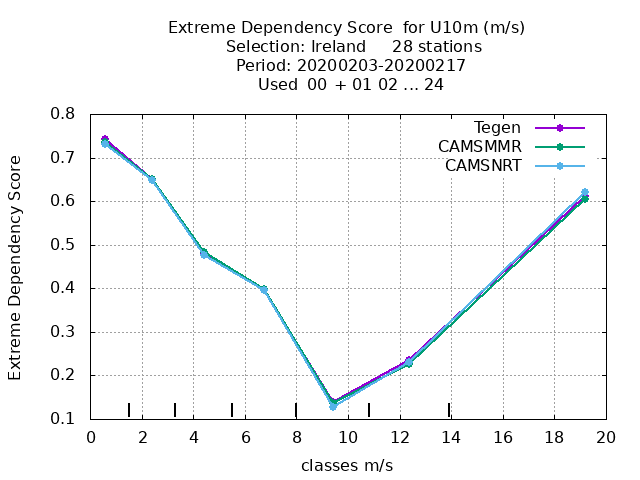 Extreme Dependency Score  for U10m (m/s)
Selection: Ireland     28 stations
Period: 20200203-20200217
Used  00  + 01 02 ... 24
Extreme Dependency Score
0.8
0.7
0.6
0.5
0.4
0.3
0.2
0.1
Tegen
CAMSMMR
CAMSNRT
0 2 4 6 8 10 12 14 16 18 20
classes m/s